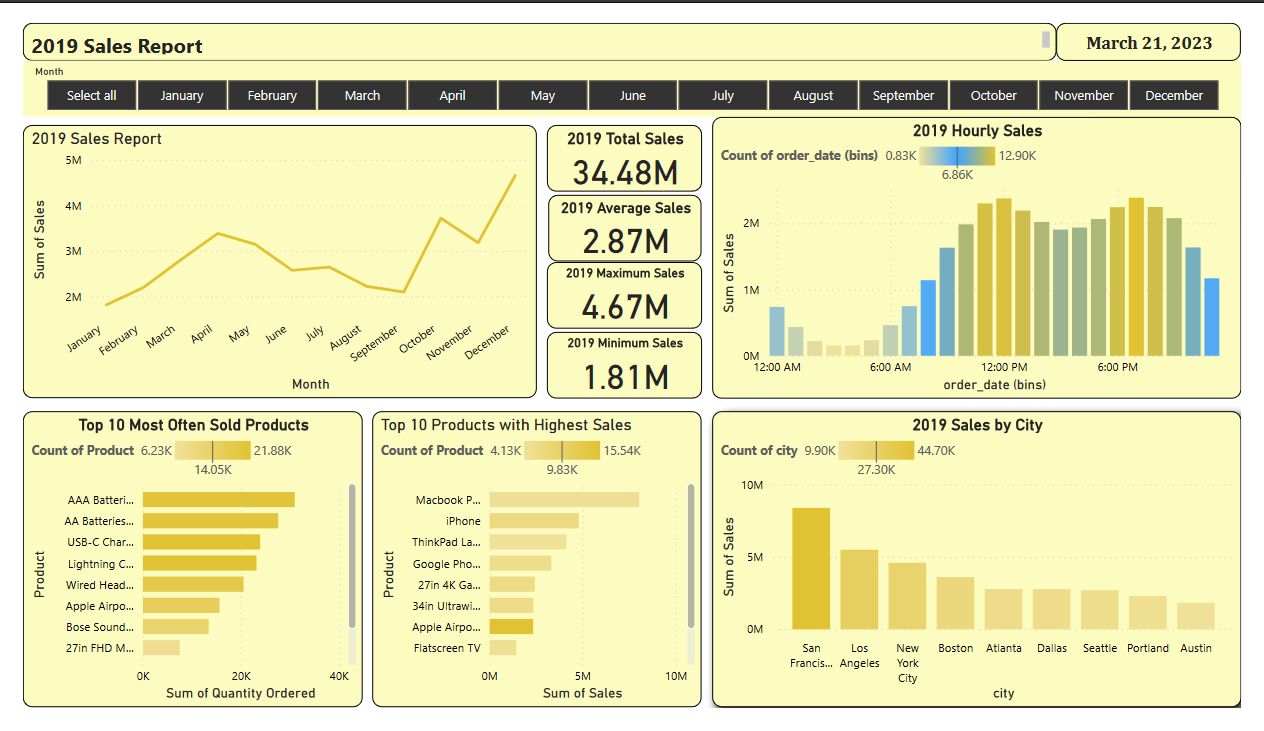 2019 Sales Report
March 21, 2023
Month
Select all January February March April May June July August September October November December
2019 Sales Report
5M
4M
3M
2M
Sum of Sales
January February March April May June July August September October November December
Month
2019 Total Sales
34.48M
2019 Average Sales
2.87M
2019 Maximum Sales
4.67M
2019 Minimum Sales
1.81M
2019 Hourly Sales
Count of order_date (bins) 0.83K 12.90K
6.86K
2M
1M
0M
Sum of Sales
12:00 AM 6:00 AM 12:00 PM 6:00 PM
order_date (bins)
Top 10 Most Often Sold Products
Count of Product 6.23K 21.88K
14.05K
Product
AAA Batteri...
AA Batteries...
USB-C Char...
Lightning C...
Wired Head...
Apple Airpo...
Bose Sound...
27in FHD M...
0K 20K 40K
Sum of Quantity Ordered
Top 10 Products with Highest Sales
Count of Product 4.13K 15.54K
9.83K
Product
Macbook P...
iPhone
ThinkPad La...
Google Pho...
27in 4K Ga...
34in Ultrawi...
Apple Airpo...
Flatscreen TV
0M 5M 10M
Sum of Sales
2019 Sales by City
Count of city 9.90K 44.70K
27.30K
10M
5M
0M
Sum of Sales
San Francis... Los Angeles New York City Boston Atlanta Dallas Seattle Portland Austin
city